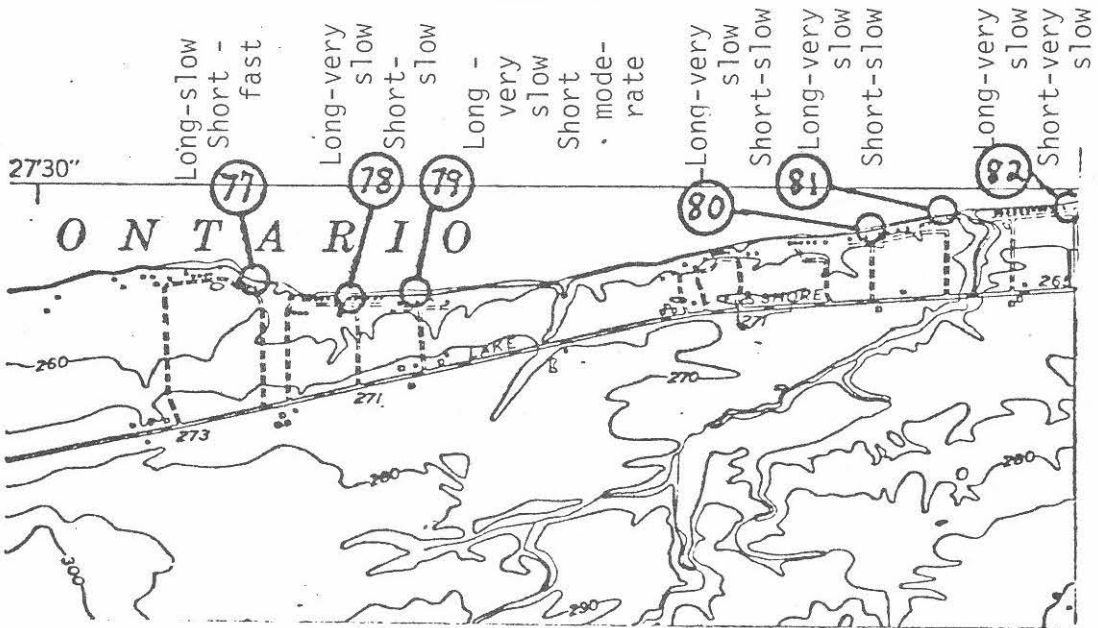 Long-slow
Short -
fast
Long-very
slow
Short-
slow
Long -
very
slow
Short
mode-
rate
Long-very
slow
Short-slow
Long-very
slow
Short-slow
Long-very
slow
Short-very
slow
27'30"
77
78
79
80
81
82
ONTARIO
LAKE
SHORE
260
271
273
B
271
270
265
280
280
290
300